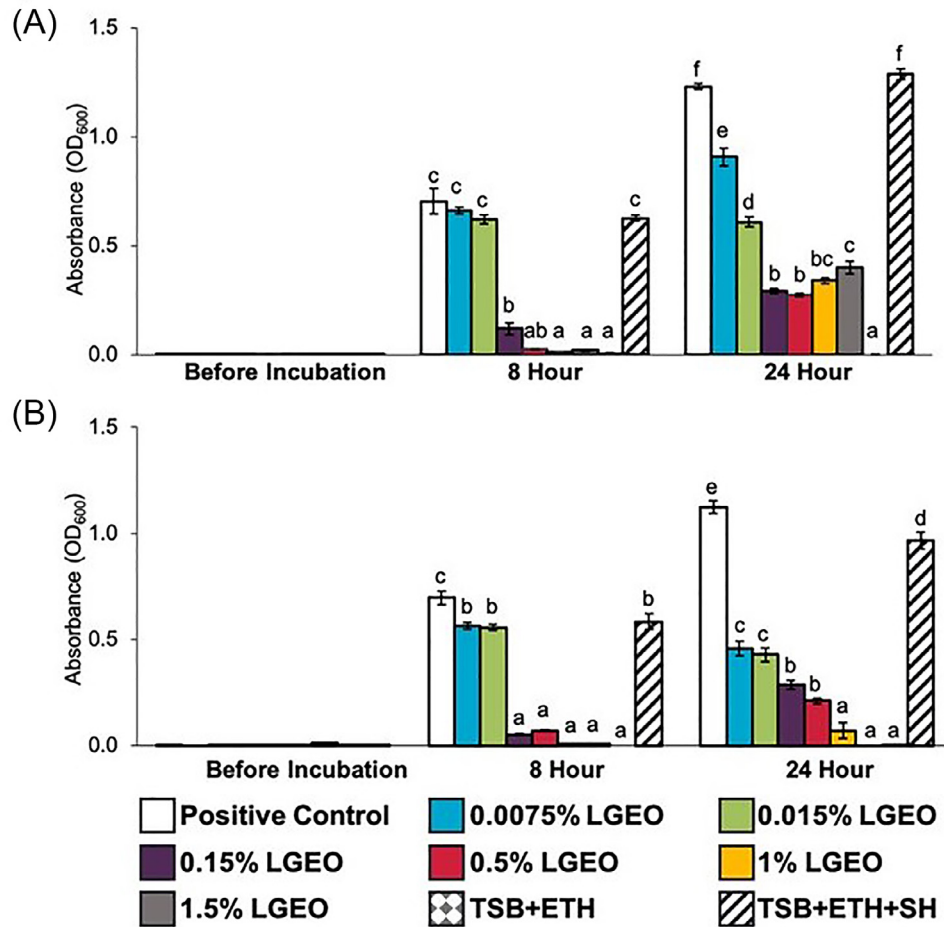 (A)
1.5
1.0
0.5
0.0
Absorbance (OD600)
c c c b ab a a a c
f e d b b bc c a f
Before Incubation 8 Hour 24 Hour
(B)
1.5
1.0
0.5
0.0
Absorbance (OD600)
c b b a a a a a b
e c c b b a a a d
Before Incubation 8 Hour 24 Hour
Positive Control 0.0075% LGEO 0.015% LGEO
0.15% LGEO 0.5% LGEO 1% LGEO
1.5% LGEO TSB+ETH TSB+ETH+SH